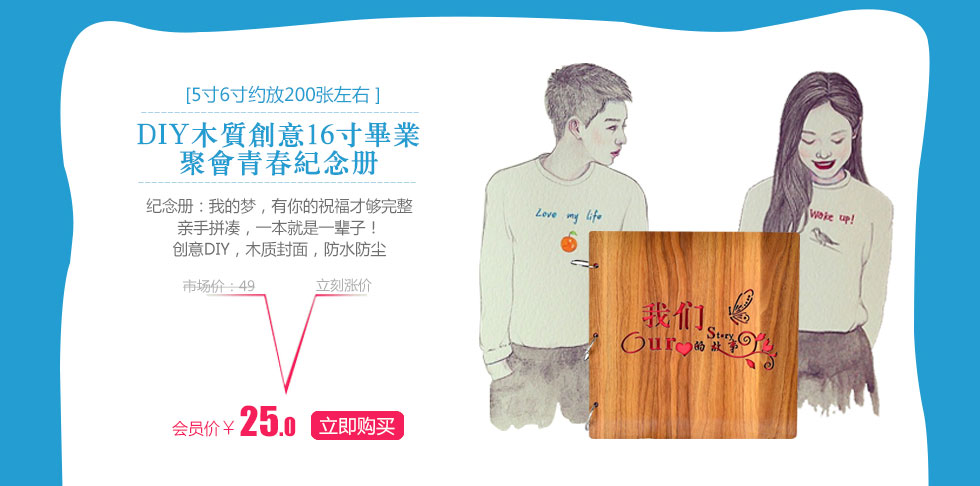 [5寸6寸约放200张左右 ]
DIY木質創意16寸畢業
聚會青春紀念册
纪念册：我的梦，有你的祝福才够完整
亲手拼凑，一本就是一辈子！
创意DIY，木质封面，防水防尘
市场价：49
立刻涨价
会员价￥25.0
立即购买
Love my life
Wake up!
我们
Our Story
的故事